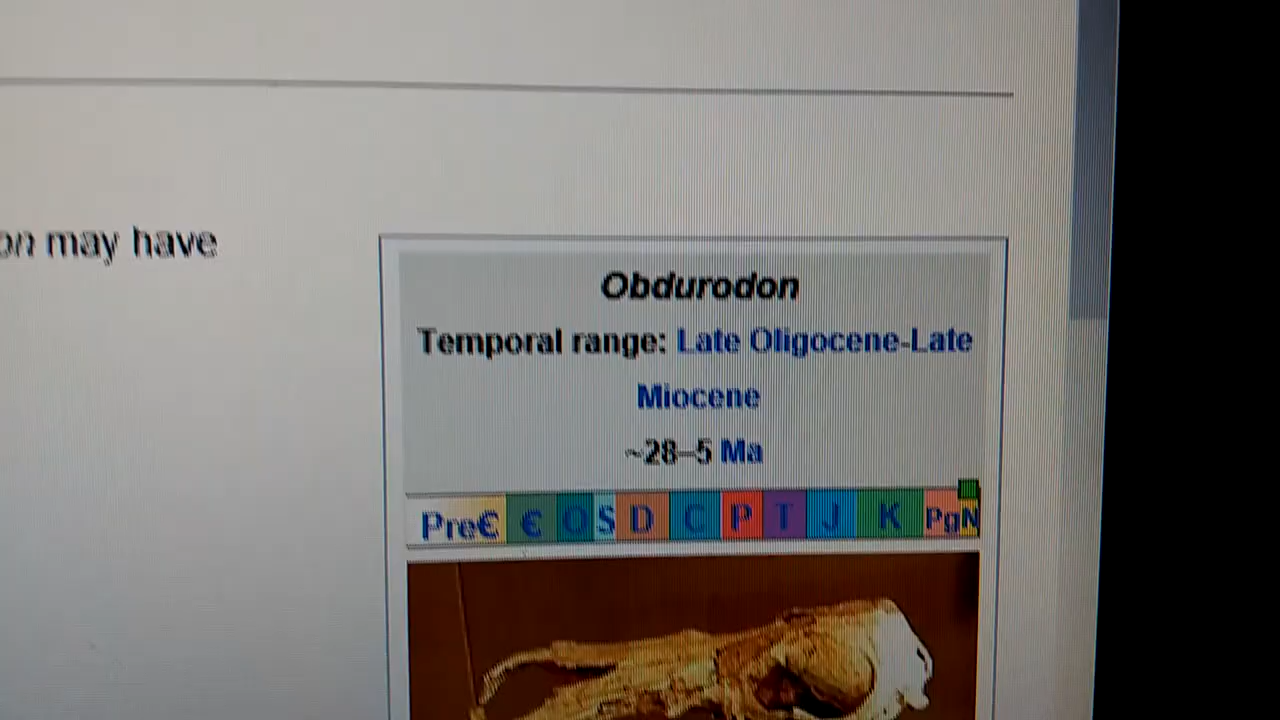 on may have
Obdurodon
Temporal range: Late Oligocene-Late
Miocene
~28–5 Ma
Pre€ € O S D C P T J K Pg N